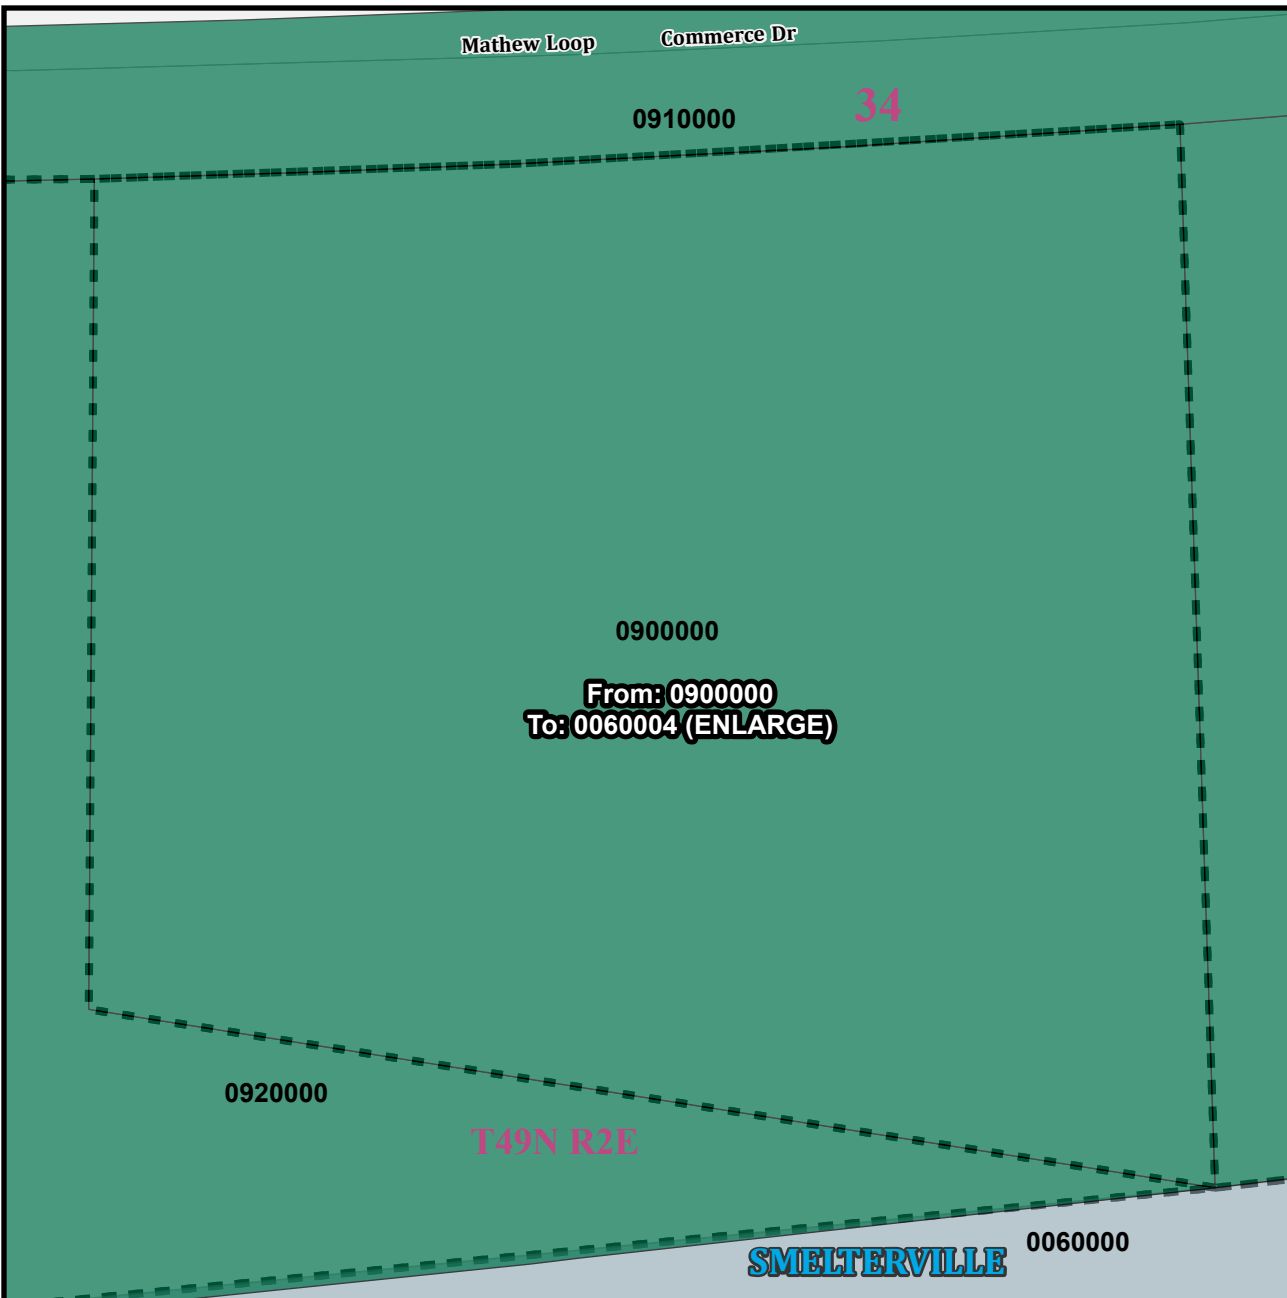 Mathew Loop
Commerce Dr
0910000
34
0900000
From: 0900000
To: 0060004 (ENLARGE)
0920000
T49N R2E
0060000
SMELTERVILLE